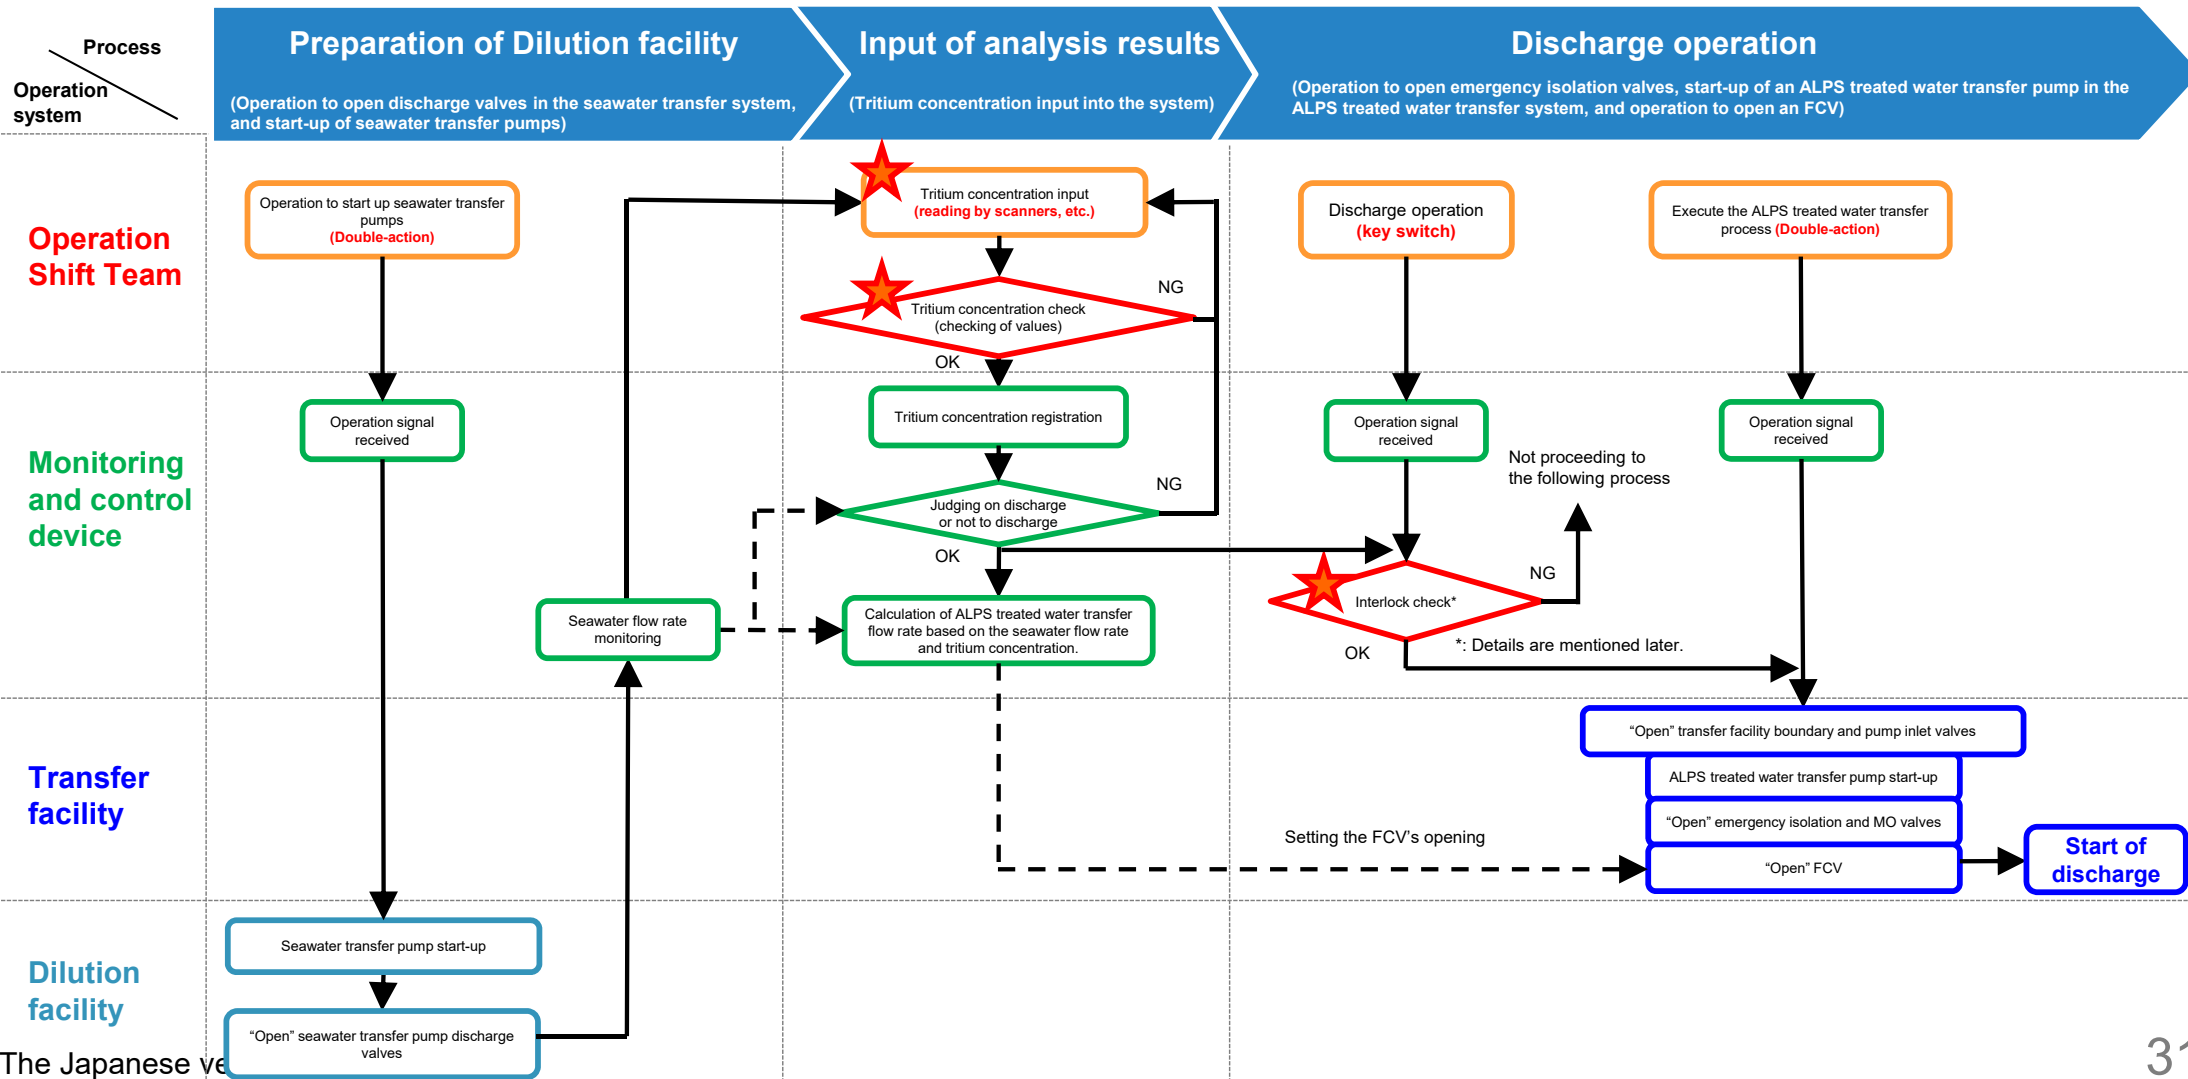 Process
Operation
system
Preparation of Dilution facility
(Operation to open discharge valves in the seawater transfer system,
and start-up of seawater transfer pumps)
Input of analysis results
(Tritium concentration input into the system)
Discharge operation
(Operation to open emergency isolation valves, start-up of an ALPS treated water transfer pump in the
ALPS treated water transfer system, and operation to open an FCV)
Operation
Shift Team
Operation to start up seawater transfer
pumps
(Double-action)
Tritium concentration input
(reading by scanners, etc.)
Tritium concentration check
(checking of values)
NG
OK
Discharge operation
(key switch)
Execute the ALPS treated water transfer
process (Double-action)
Monitoring
and control
device
Operation signal
received
Seawater flow rate
monitoring
Tritium concentration registration
Judging on discharge
or not to discharge
NG
OK
Calculation of ALPS treated water transfer
flow rate based on the seawater flow rate
and tritium concentration.
Operation signal
received
Not proceeding to
the following process
Interlock check*
NG
OK
*: Details are mentioned later.
Operation signal
received
Transfer
facility
Setting the FCV's opening
“Open” transfer facility boundary and pump inlet valves
ALPS treated water transfer pump start-up
“Open” emergency isolation and MO valves
“Open” FCV
Start of
discharge
Dilution
facility
Seawater transfer pump start-up
“Open” seawater transfer pump discharge
valves
The Japanese ve
31